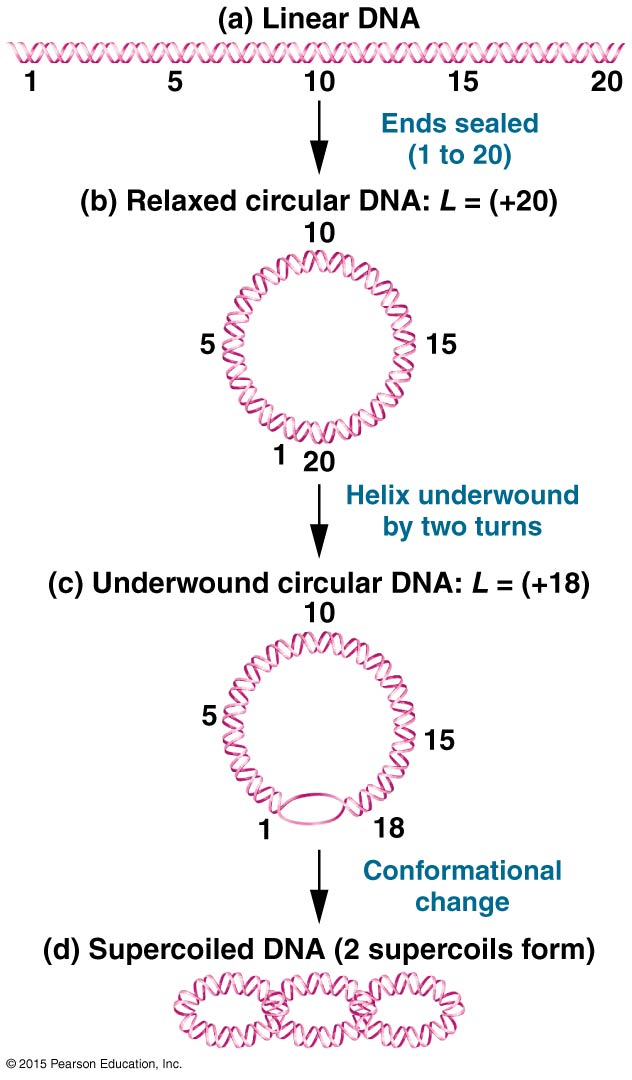 (a) Linear DNA
1 5 10 15 20
Ends sealed
(1 to 20)
(b) Relaxed circular DNA: L = (+20)
10
5 15
1 20
Helix underwound
by two turns
(c) Underwound circular DNA: L = (+18)
10
5
15
1 18
Conformational
change
(d) Supercoiled DNA (2 supercoils form)
© 2015 Pearson Education, Inc.